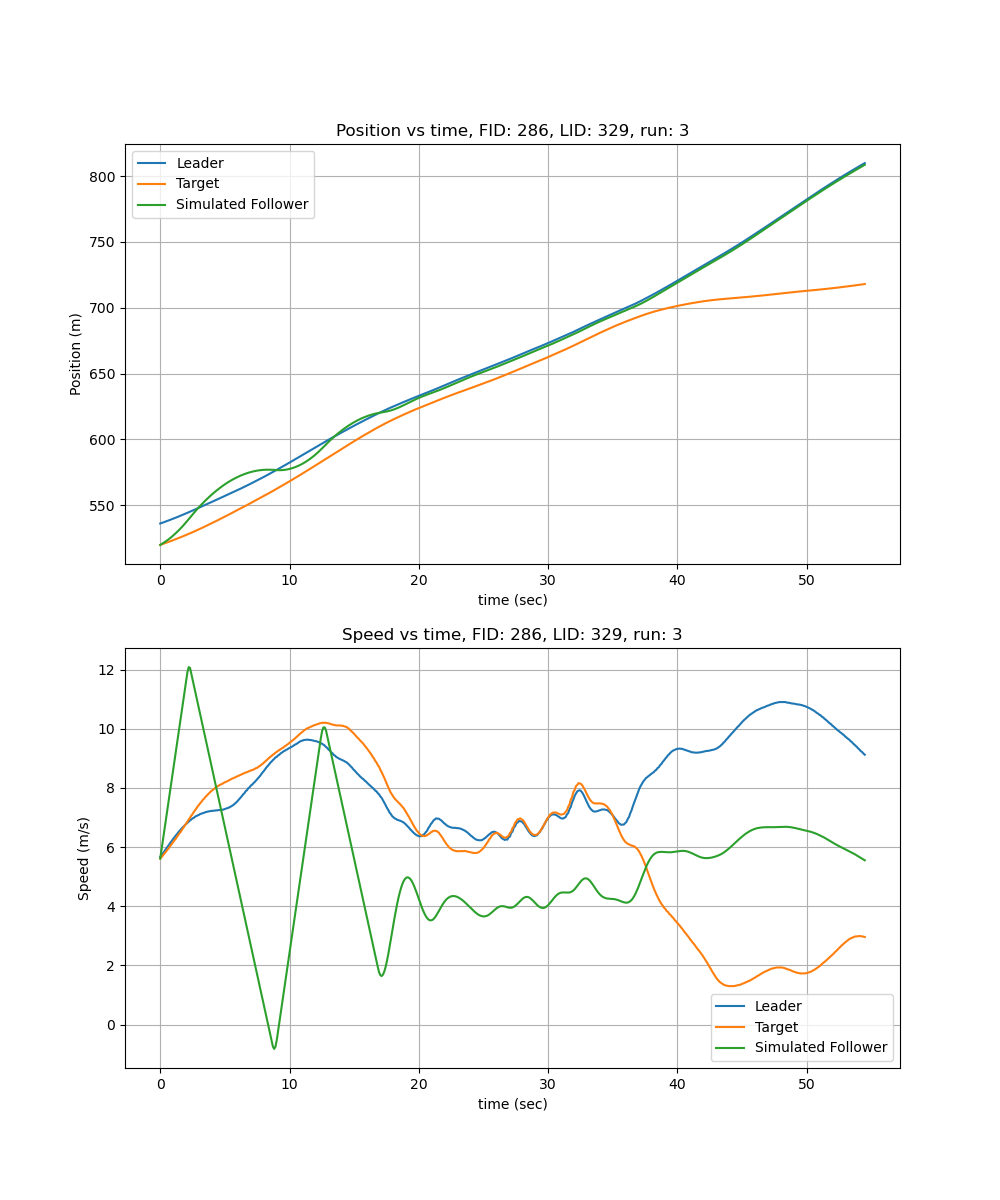 Position vs time, FID: 286, LID: 329, run: 3
Leader
Target
Simulated Follower
800
750
700
650
600
550
Position (m)
0 10 20 30 40 50
time (sec)
Speed vs time, FID: 286, LID: 329, run: 3
12
10
8
6
4
2
0
Speed (m/s)
Leader
Target
Simulated Follower
0 10 20 30 40 50
time (sec)